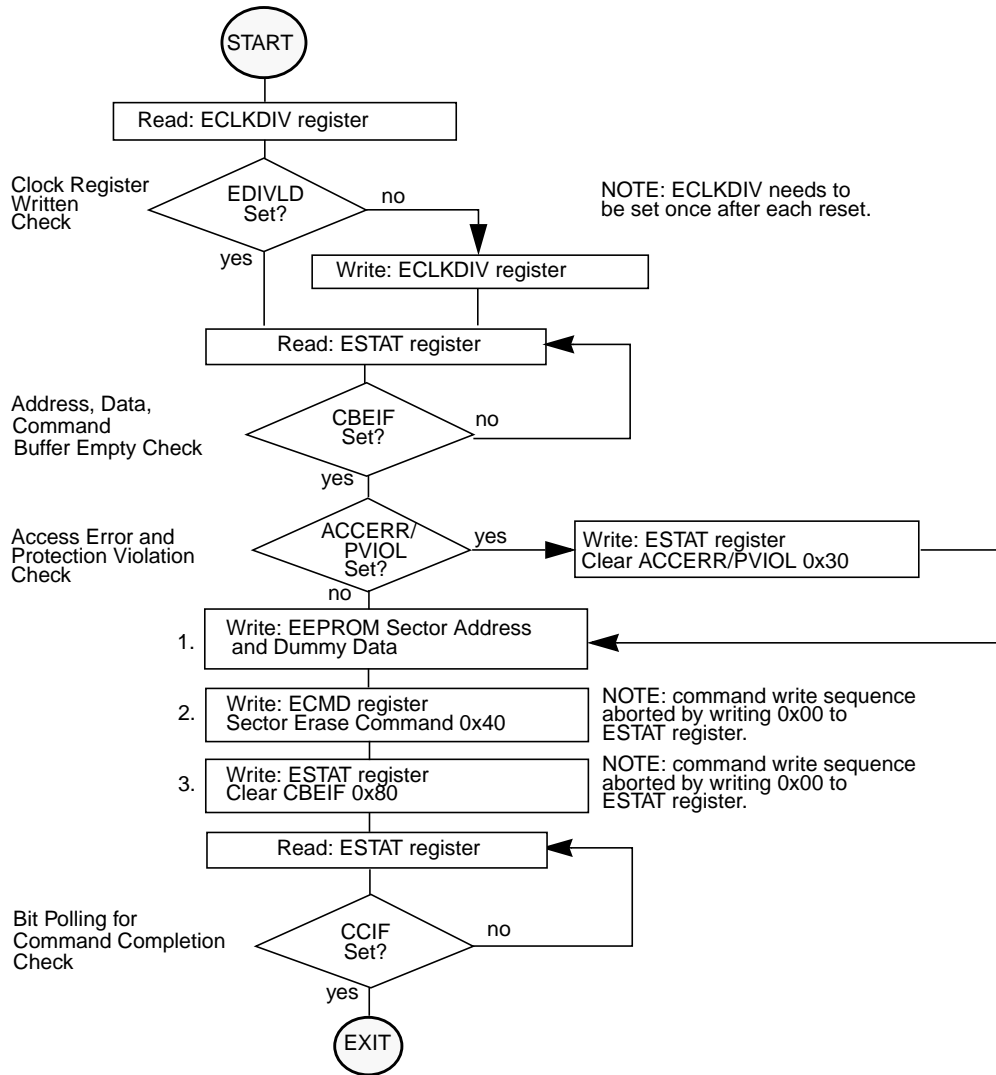 START
Read: ECLKDIV register
Clock Register
Written
Check
EDIVLD
Set?
no
yes
NOTE: ECLKDIV needs to
be set once after each reset.
Write: ECLKDIV register
Read: ESTAT register
Address, Data,
Command
Buffer Empty Check
CBEIF
Set?
no
yes
Access Error and
Protection Violation
Check
ACCERR/
PVIOL
Set?
yes
no
Write: ESTAT register
Clear ACCERR/PVIOL 0x30
1.
Write: EEPROM Sector Address
and Dummy Data
2.
Write: ECMD register
Sector Erase Command 0x40
NOTE: command write sequence
aborted by writing 0x00 to
ESTAT register.
3.
Write: ESTAT register
Clear CBEIF 0x80
NOTE: command write sequence
aborted by writing 0x00 to
ESTAT register.
Read: ESTAT register
Bit Polling for
Command Completion
Check
CCIF
Set?
no
yes
EXIT